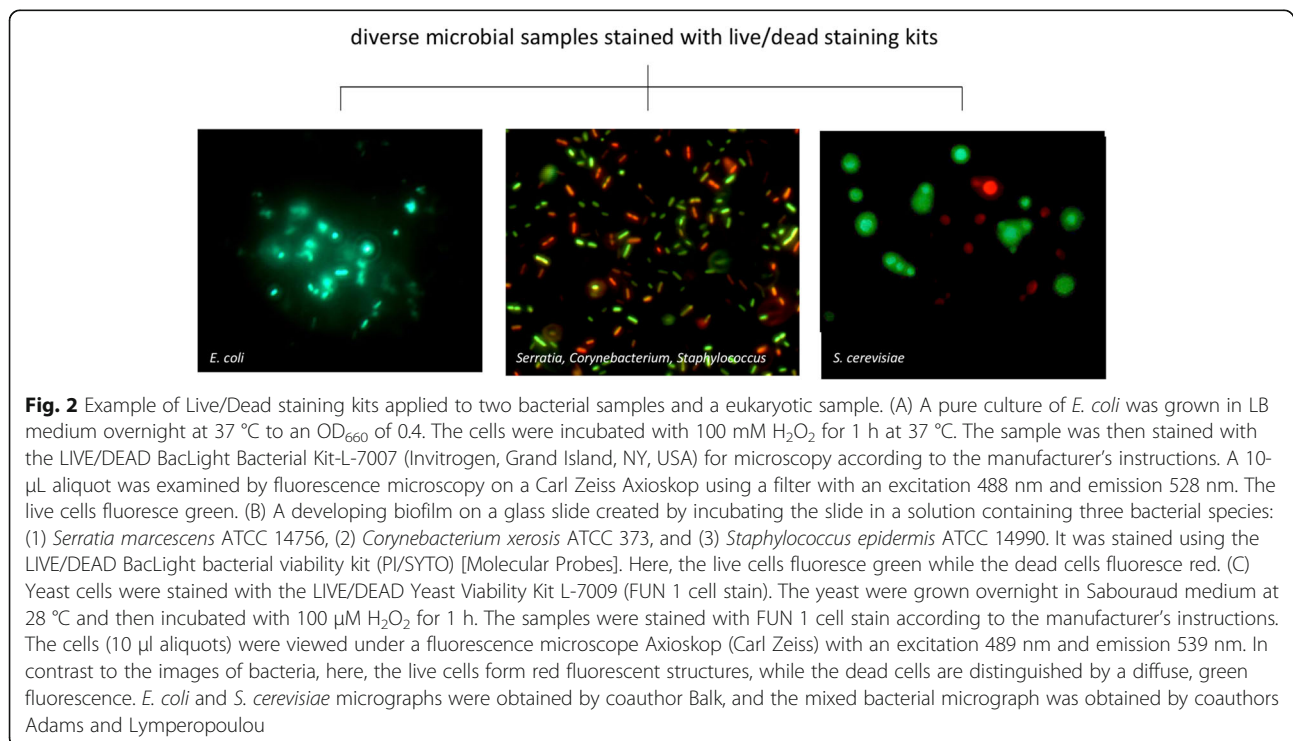 diverse microbial samples stained with live/dead staining kits
E. coli
Serratia, Corynebacterium, Staphylococcus
S. cerevisiae
Fig. 2 Example of Live/Dead staining kits applied to two bacterial samples and a eukaryotic sample. (A) A pure culture of E. coli was grown in LB
medium overnight at 37 °C to an OD₆₆₀ of 0.4. The cells were incubated with 100 mM H₂O₂ for 1 h at 37 °C. The sample was then stained with
the LIVE/DEAD BacLight Bacterial Kit-L-7007 (Invitrogen, Grand Island, NY, USA) for microscopy according to the manufacturer's instructions. A 10-
μL aliquot was examined by fluorescence microscopy on a Carl Zeiss Axioskop using a filter with an excitation 488 nm and emission 528 nm. The
live cells fluoresce green. (B) A developing biofilm on a glass slide created by incubating the slide in a solution containing three bacterial species:
(1) Serratia marcescens ATCC 14756, (2) Corynebacterium xerosis ATCC 373, and (3) Staphylococcus epidermis ATCC 14990. It was stained using the
LIVE/DEAD BacLight bacterial viability kit (PI/SYTO) [Molecular Probes]. Here, the live cells fluoresce green while the dead cells fluoresce red. (C)
Yeast cells were stained with the LIVE/DEAD Yeast Viability Kit L-7009 (FUN 1 cell stain). The yeast were grown overnight in Sabouraud medium at
28 °C and then incubated with 100 μM H₂O₂ for 1 h. The samples were stained with FUN 1 cell stain according to the manufacturer's instructions.
The cells (10 μl aliquots) were viewed under a fluorescence microscope Axioskop (Carl Zeiss) with an excitation 489 nm and emission 539 nm. In
contrast to the images of bacteria, here, the live cells form red fluorescent structures, while the dead cells are distinguished by a diffuse, green
fluorescence. E. coli and S. cerevisiae micrographs were obtained by coauthor Balk, and the mixed bacterial micrograph was obtained by coauthors
Adams and Lymperopoulou